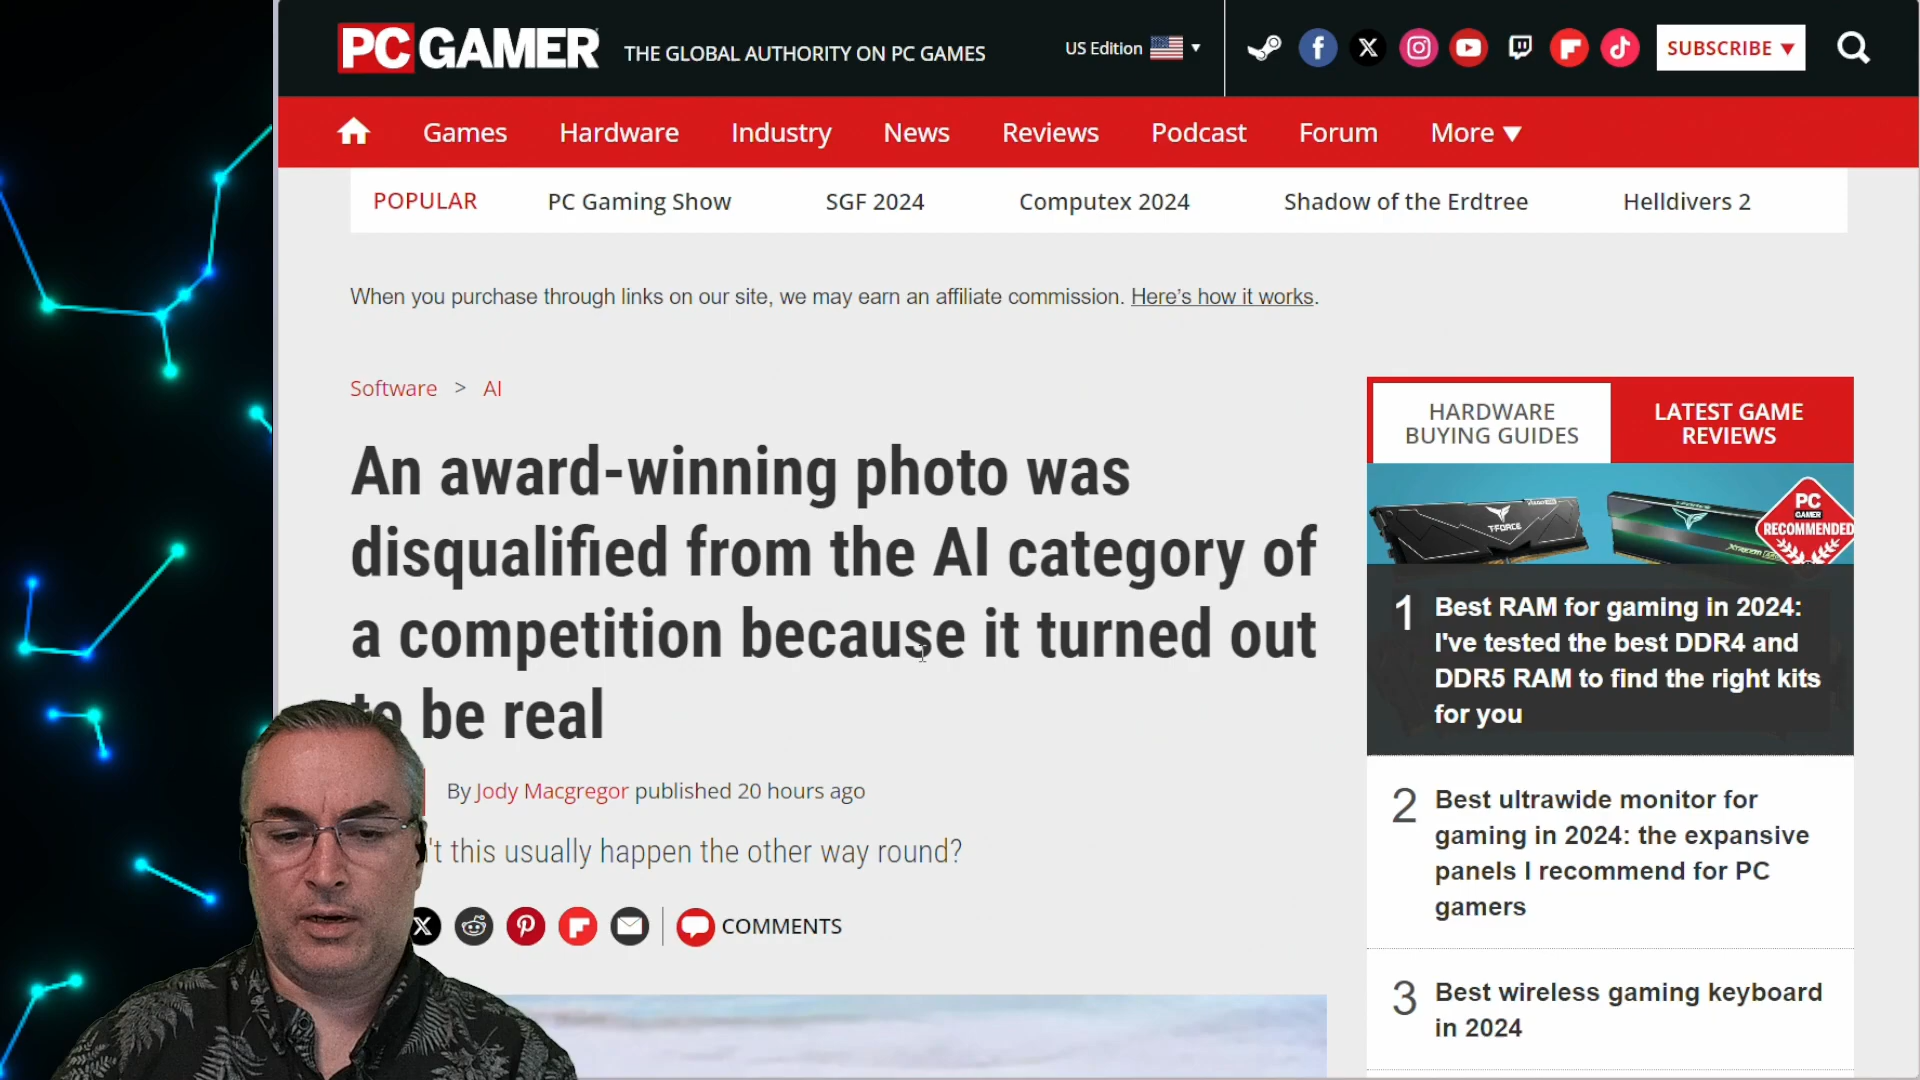 PC GAMER THE GLOBAL AUTHORITY ON PC GAMES US Edition SUBSCRIBE
Games Hardware Industry News Reviews Podcast Forum More
POPULAR PC Gaming Show SGF 2024 Computex 2024 Shadow of the Erdtree Helldivers 2
When you purchase through links on our site, we may earn an affiliate commission. Here's how it works.
Software > AI
An award-winning photo was
disqualified from the AI category of
a competition because it turned out
to be real
By Jody Macgregor published 20 hours ago
't this usually happen the other way round?
COMMENTS
HARDWARE
BUYING GUIDES
LATEST GAME
REVIEWS
T-FORCE
PC
GAMER
RECOMMENDED
1 Best RAM for gaming in 2024:
I've tested the best DDR4 and
DDR5 RAM to find the right kits
for you
2 Best ultrawide monitor for
gaming in 2024: the expansive
panels I recommend for PC
gamers
3 Best wireless gaming keyboard
in 2024